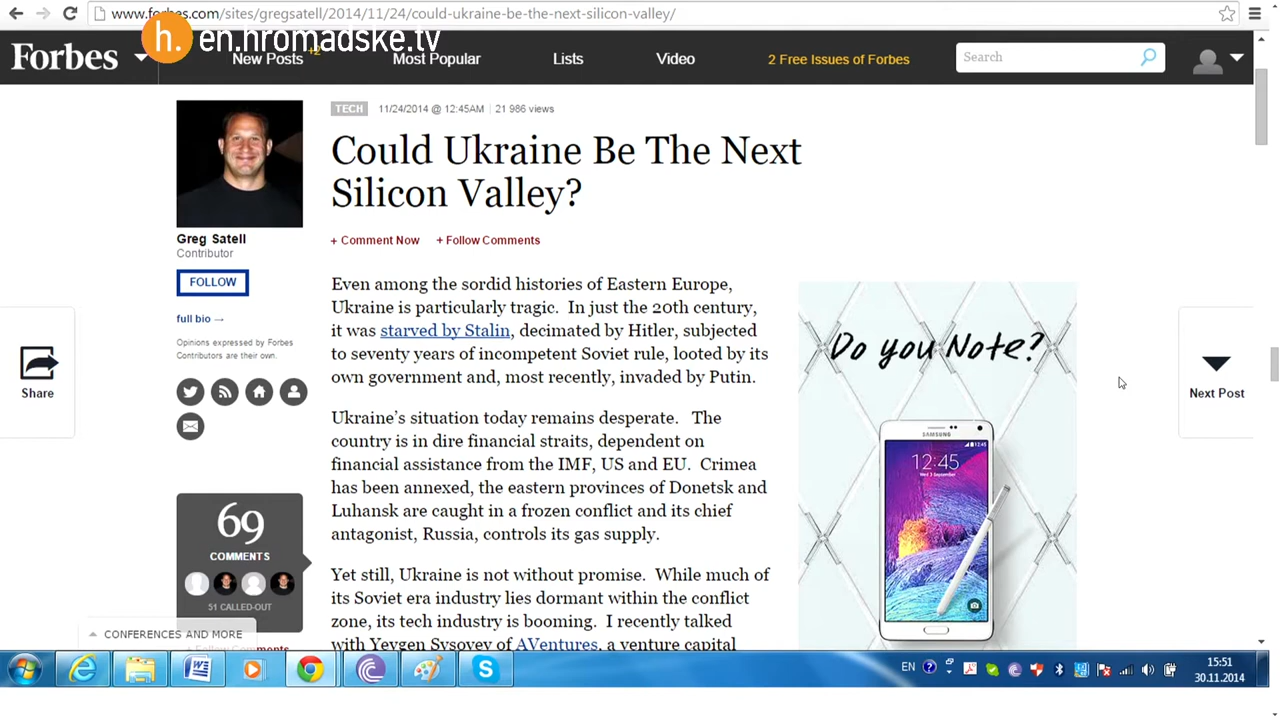 www.forbes.com/sites/gregsatell/2014/11/24/could-ukraine-be-the-next-silicon-valley/
h. en.hromadske.tv
Forbes
New Posts +2
Most Popular
Lists
Video
2 Free Issues of Forbes
Search
TECH 11/24/2014 @ 12:45AM | 21 986 views
Could Ukraine Be The Next
Silicon Valley?
+ Comment Now + Follow Comments
Greg Satell
Contributor
FOLLOW
full bio →
Opinions expressed by Forbes
Contributors are their own.
Share
69
COMMENTS
51 CALLED-OUT
+ Follow Comments
Even among the sordid histories of Eastern Europe,
Ukraine is particularly tragic. In just the 20th century,
it was starved by Stalin, decimated by Hitler, subjected
to seventy years of incompetent Soviet rule, looted by its
own government and, most recently, invaded by Putin.
Ukraine's situation today remains desperate. The
country is in dire financial straits, dependent on
financial assistance from the IMF, US and EU. Crimea
has been annexed, the eastern provinces of Donetsk and
Luhansk are caught in a frozen conflict and its chief
antagonist, Russia, controls its gas supply.
Yet still, Ukraine is not without promise. While much of
its Soviet era industry lies dormant within the conflict
zone, its tech industry is booming. I recently talked
with Yevgen Sysoyev of AVentures, a venture capital
Do you Note?
SAMSUNG
12:45
Next Post
CONFERENCES AND MORE
EN
15:51
30.11.2014